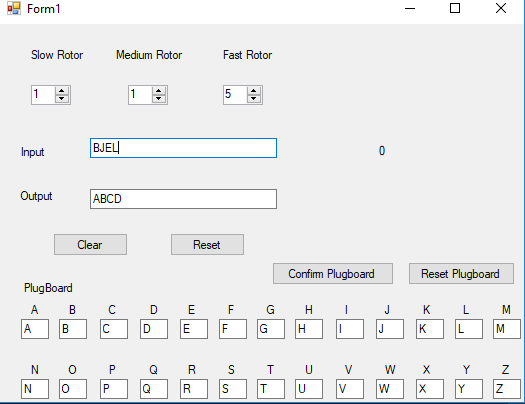 Form1
Slow Rotor Medium Rotor Fast Rotor
1 1 5
Input BJEL 0
Output ABCD
Clear Reset
Confirm Plugboard Reset Plugboard
PlugBoard
A B C D E F G H I J K L M
A B C D E F G H I J K L M
N O P Q R S T U V W X Y Z
N O P Q R S T U V W X Y Z